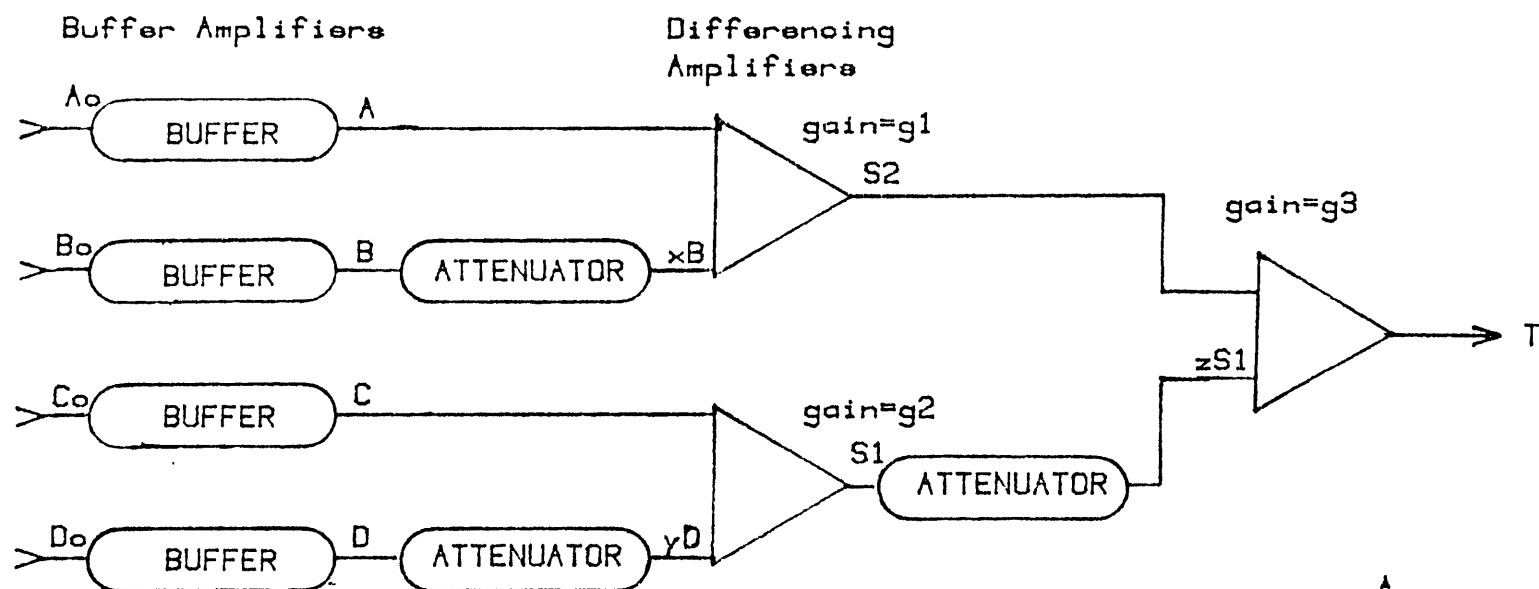 Buffer Amplifiers
Differencing
Amplifiers
Ao
BUFFER
A
gain=g1
S2
gain=g3
Bo
BUFFER
B
ATTENUATOR
xB
T
zS1
Co
BUFFER
C
gain=g2
S1
ATTENUATOR
Do
BUFFER
D
ATTENUATOR
yD
A